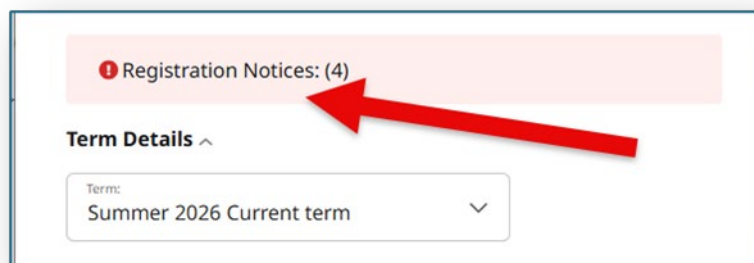 Registration Notices: (4)
Term Details
Term:
Summer 2026 Current term